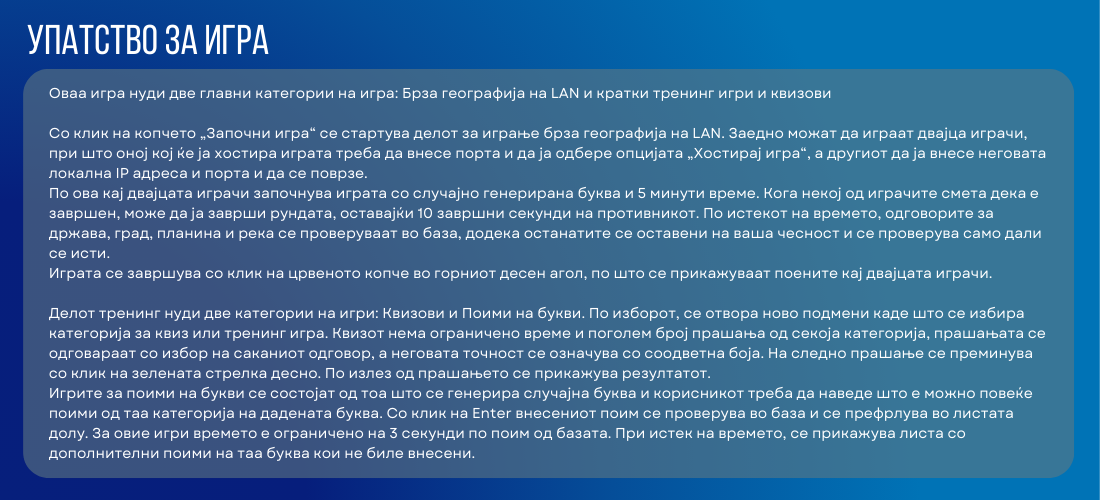 УПАТСТВО ЗА ИГРА
Оваа игра нуди две главни категории на игра: Брза географија на LAN и кратки тренинг игри и квизови
Со клик на копчето „Започни игра“ се стартува делот за играње брза географија на LAN. Заедно можат да играат двајца играчи,
при што оној кој ќе ја хостира играта треба да внесе порта и да ја одбере опцијата „Хостирај игра“, а другиот да ја внесе неговата
локална IP адреса и порта и да се поврзе.
По ова кај двајцата играчи започнува играта со случајно генерирана буква и 5 минути време. Кога некој од играчите смета дека е
завршен, може да ја заврши рундата, оставајќи 10 завршни секунди на противникот. По истекот на времето, одговорите за
држава, град, планина и река се проверуваат во база, додека останатите се оставени на ваша чесност и се проверува само дали
се исти.
Играта се завршува со клик на црвеното копче во горниот десен агол, по што се прикажуваат поените кај двајцата играчи.
Делот тренинг нуди две категории на игри: Квизови и Поими на букви. По изборот, се отвора ново подмени каде што се избира
категорија за квиз или тренинг игра. Квизот нема ограничено време и поголем број прашања од секоја категорија, прашањата се
одговараат со избор на саканиот одговор, а неговата точност се означува со соодветна боја. На следно прашање се преминува
со клик на зелената стрелка десно. По излез од прашањето се прикажува резултатот.
Игрите за поими на букви се состојат од тоа што се генерира случајна буква и корисникот треба да наведе што е можно повеќе
поими од таа категорија на дадената буква. Со клик на Enter внесениот поим се проверува во база и се префрлува во листата
долу. За овие игри времето е ограничено на 3 секунди по поим од базата. При истек на времето, се прикажува листа со
дополнителни поими на таа буква кои не биле внесени.